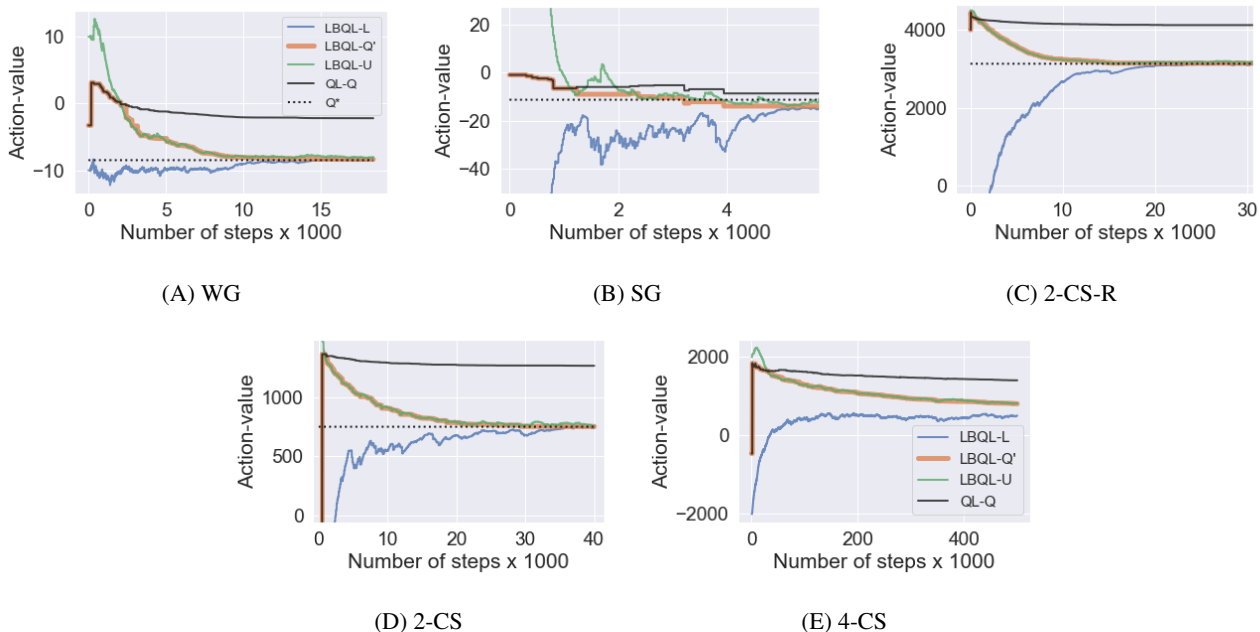 Action-value
10
0
−10
0
5
10
15
Number of steps x 1000
LBQL-L
LBQL-Q'
LBQL-U
QL-Q
Q*
(A) WG
Action-value
20
0
−20
−40
0
2
4
Number of steps x 1000
(B) SG
Action-value
4000
2000
0
0
10
20
30
Number of steps x 1000
(C) 2-CS-R
Action-value
1000
500
0
0
10
20
30
40
Number of steps x 1000
(D) 2-CS
Action-value
2000
0
−2000
0
200
400
Number of steps x 1000
LBQL-L
LBQL-Q'
LBQL-U
QL-Q
(E) 4-CS